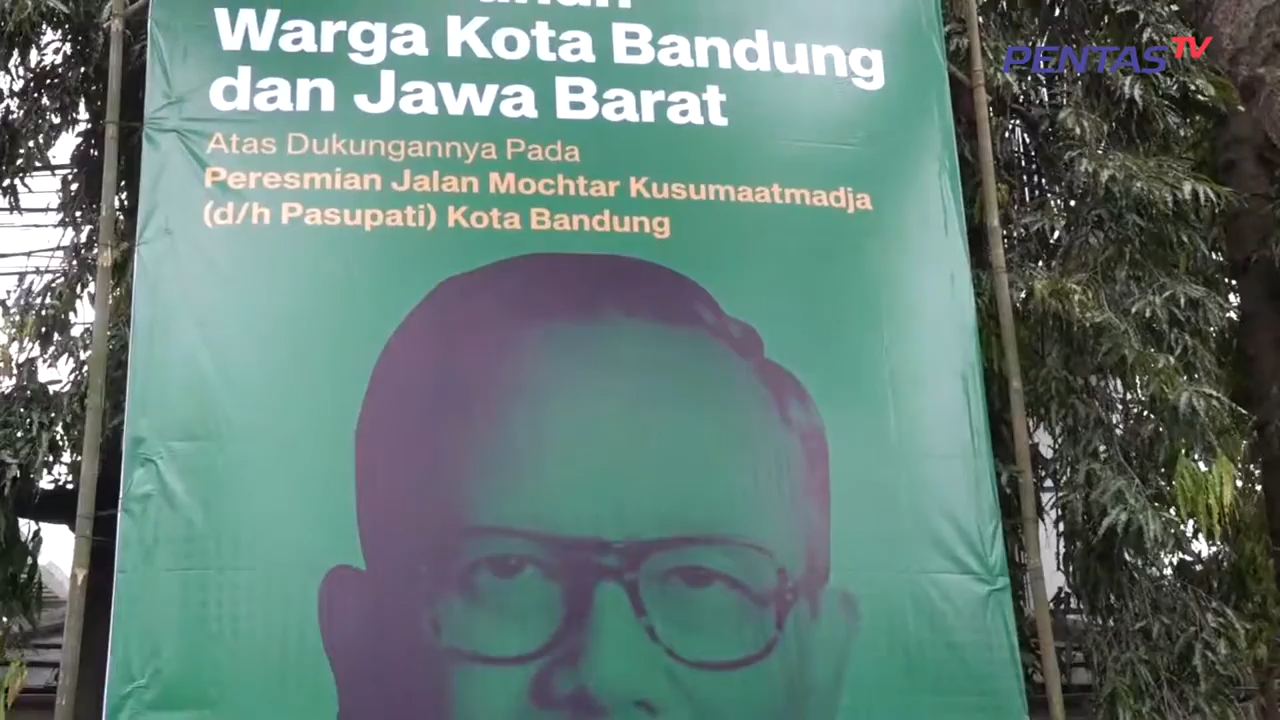 Warga Kota Bandung
dan Jawa Barat
Atas Dukungannya Pada
Peresmian Jalan Mochtar Kusumaatmadja
(d/h Pasupati) Kota Bandung
PENTAS TV